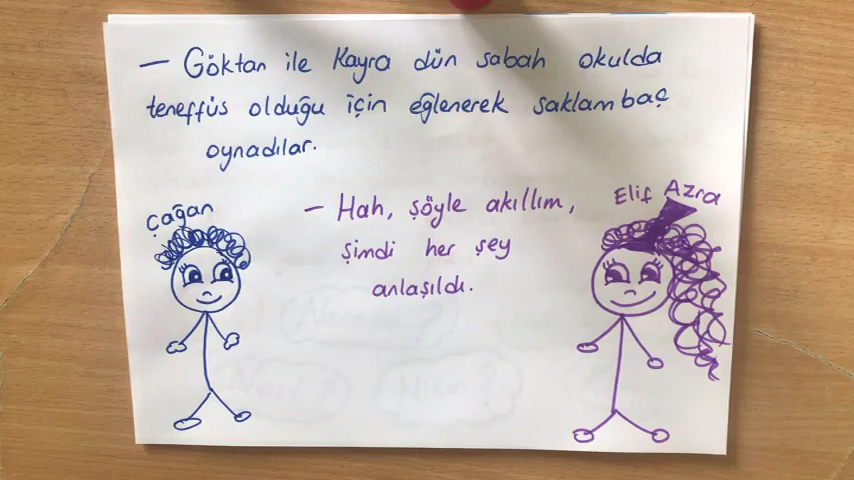 — Göktan ile Kayra dün sabah okulda
teneffüs olduğu için eğlenerek saklambaç
oynadılar.
Çağan
— Hah, şöyle akıllım,
şimdi her şey
anlaşıldı.
Elif Azra
Nasıl?